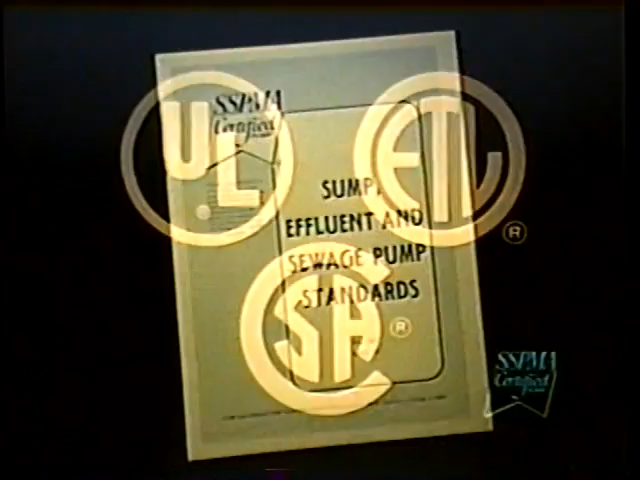 SSPMA
Certified
UL
ETL
SUMP,
EFFLUENT AND
SEWAGE PUMP
STANDARDS
CSA
®
®
SSPMA
Certified